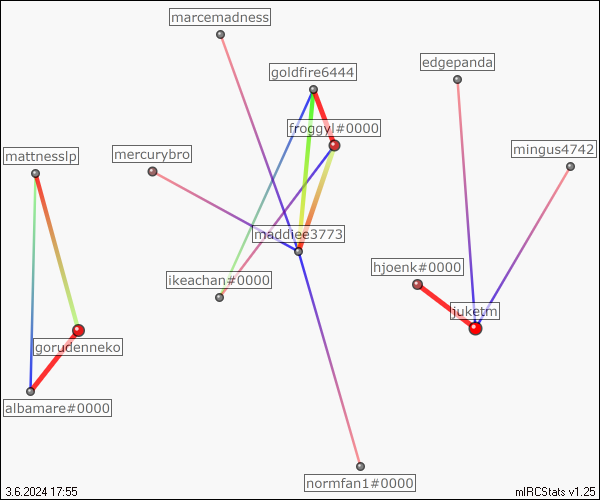 marcemadness
edgepanda
goldfire6444
froggyl#0000
mingus4742
mattnesslp
mercurybro
maddiee3773
hjoenk#0000
ikeachan#0000
juketm
gorudenneko
albamare#0000
normfan1#0000
3.6.2024 17:55
mIRCStats v1.25